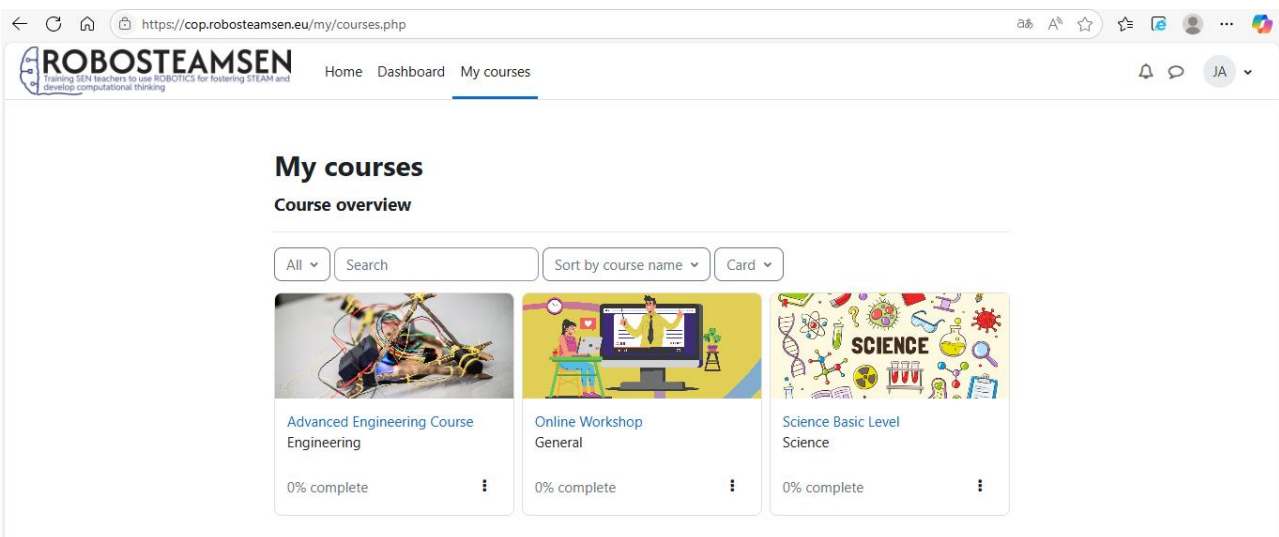 https://cop.robosteamsen.eu/my/courses.php
ROBOSTEAMSEN
Training SEN teachers to use ROBOTICS for fostering STEAM and
develop computational thinking
Home Dashboard My courses
JA
My courses
Course overview
All Search Sort by course name Card
SCIENCE
Advanced Engineering Course Online Workshop Science Basic Level
Engineering General Science
0% complete 0% complete 0% complete